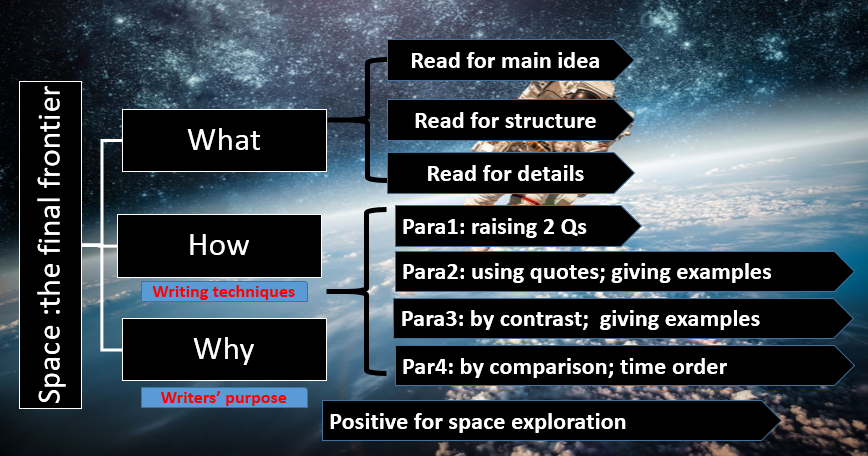 Space :the final frontier
What
Read for main idea
Read for structure
Read for details
How
Writing techniques
Para1: raising 2 Qs
Para2: using quotes; giving examples
Para3: by contrast;  giving examples
Par4: by comparison; time order
Why
Writers’ purpose
Positive for space exploration